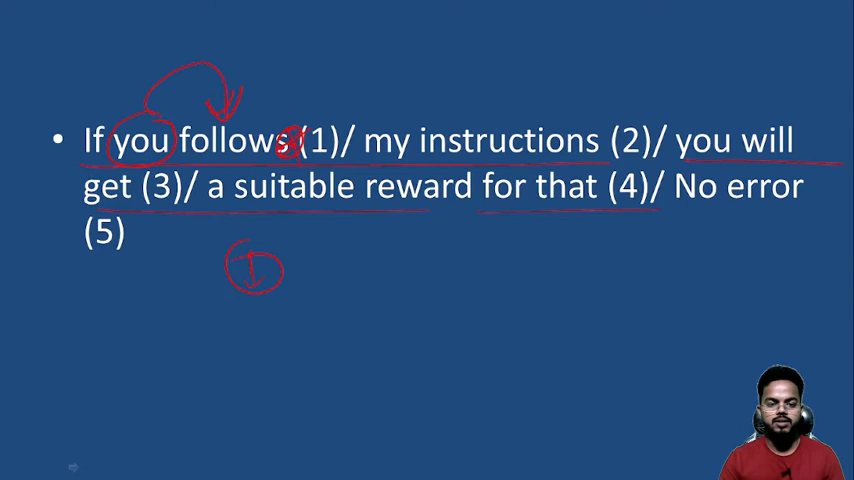 • If you follows (1)/ my instructions (2)/ you will
get (3)/ a suitable reward for that (4)/ No error
(5)
1